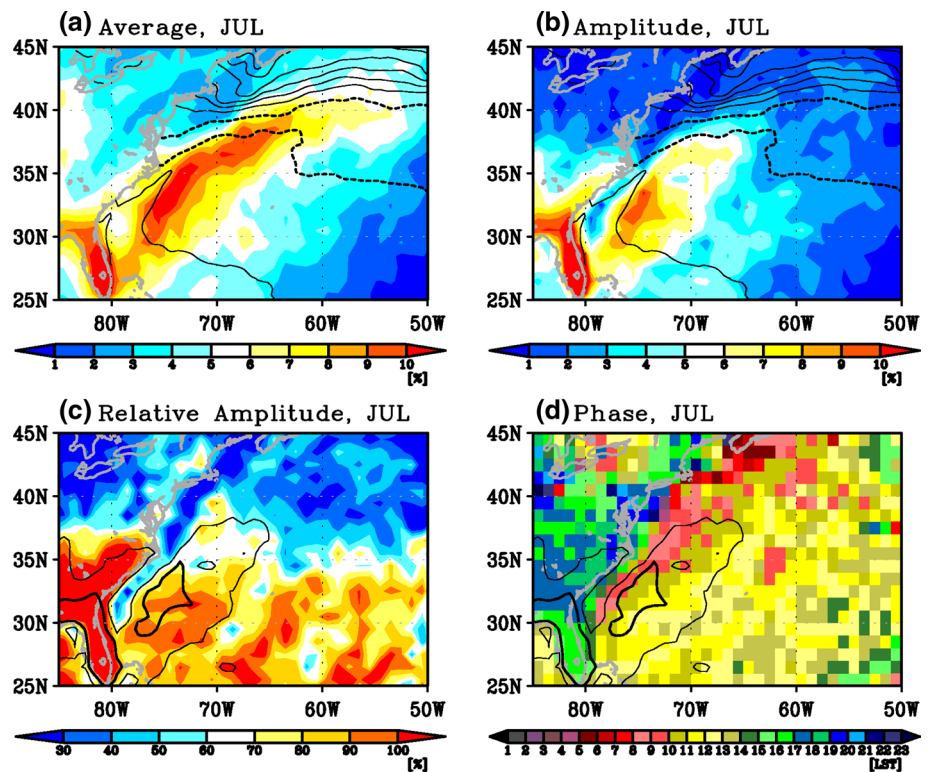 (a) Average, JUL
45N
40N
35N
30N
25N
80W 70W 60W 50W
1 2 3 4 5 6 7 8 9 10
[%]
(b) Amplitude, JUL
45N
40N
35N
30N
25N
80W 70W 60W 50W
1 2 3 4 5 6 7 8 9 10
[%]
(c) Relative Amplitude, JUL
45N
40N
35N
30N
25N
80W 70W 60W 50W
30 40 50 60 70 80 90 100
[%]
(d) Phase, JUL
45N
40N
35N
30N
25N
80W 70W 60W 50W
1 2 3 4 5 6 7 8 9 10 11 12 13 14 15 16 17 18 19 20 21 22 23
[LST]